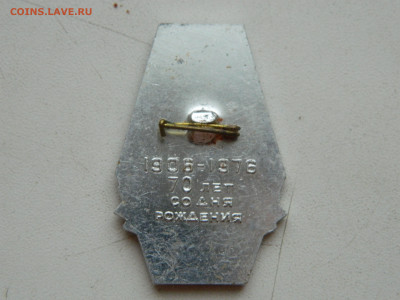 COINS.LAVE.RU
1906-1976
70 ЛЕТ
СО ДНЯ
РОЖДЕНИЯ